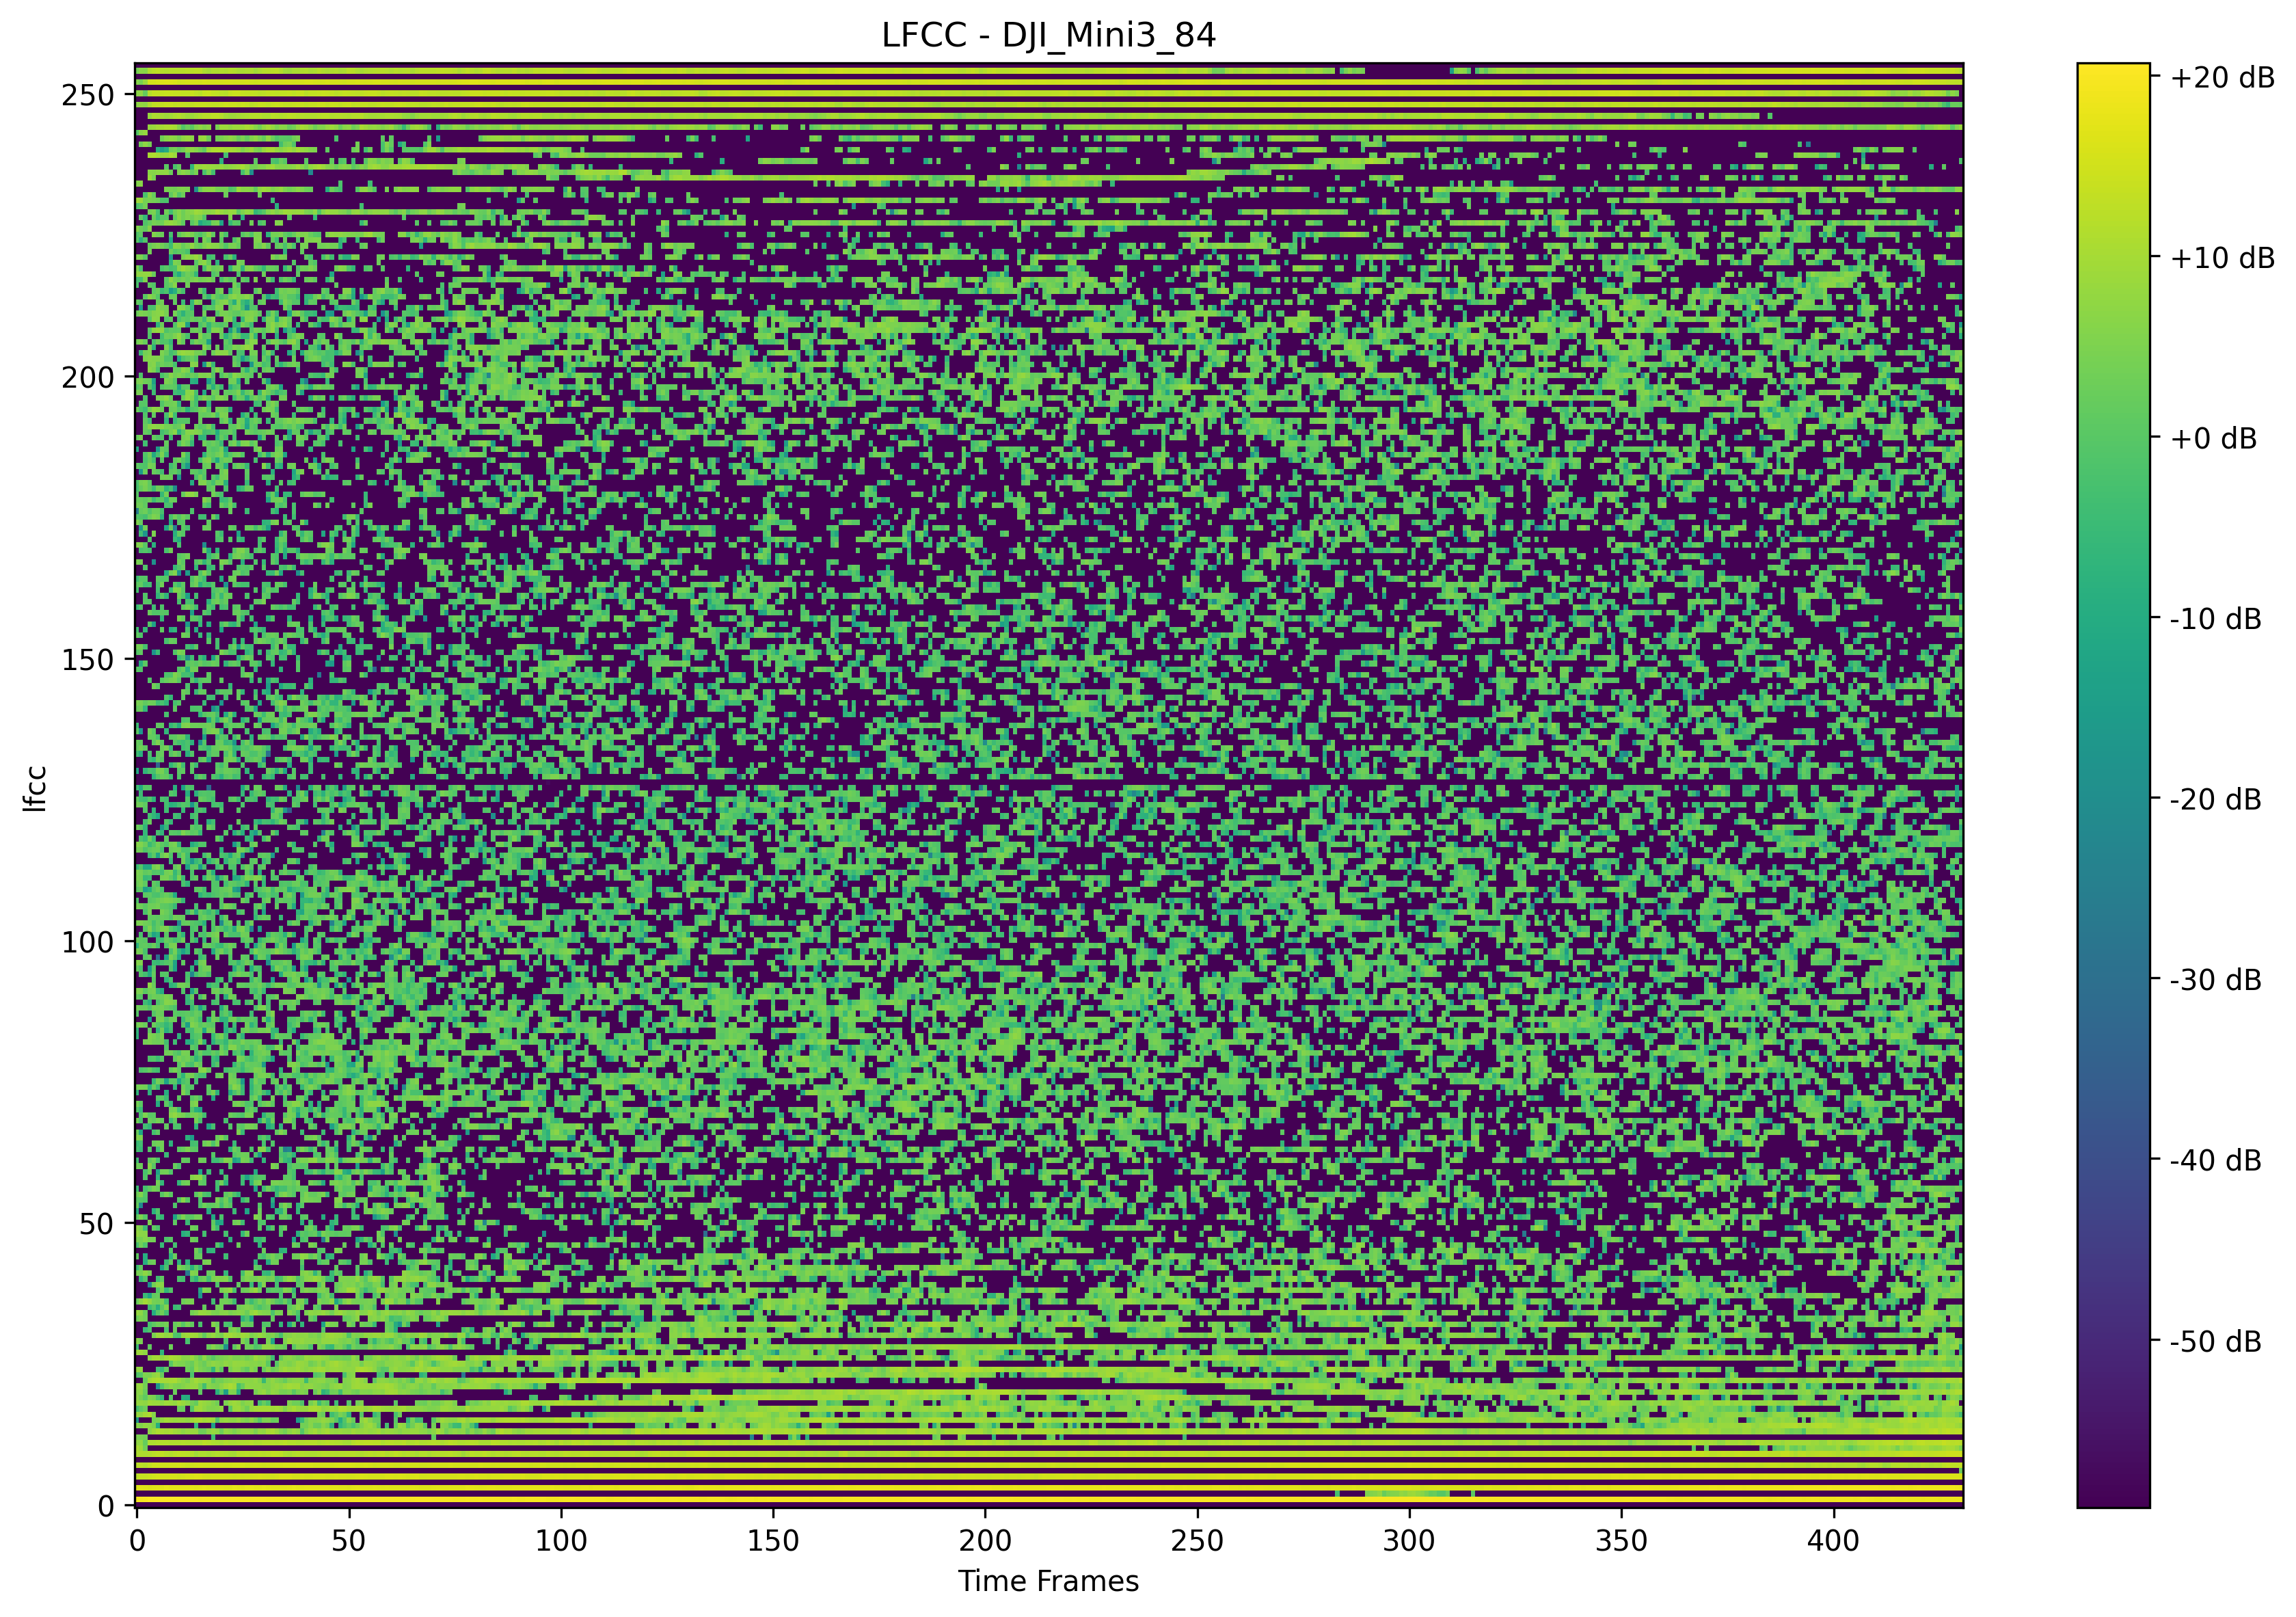 LFCC - DJI_Mini3_84
250
200
150
100
50
0
lfcc
0 50 100 150 200 250 300 350 400
Time Frames
+20 dB
+10 dB
+0 dB
-10 dB
-20 dB
-30 dB
-40 dB
-50 dB